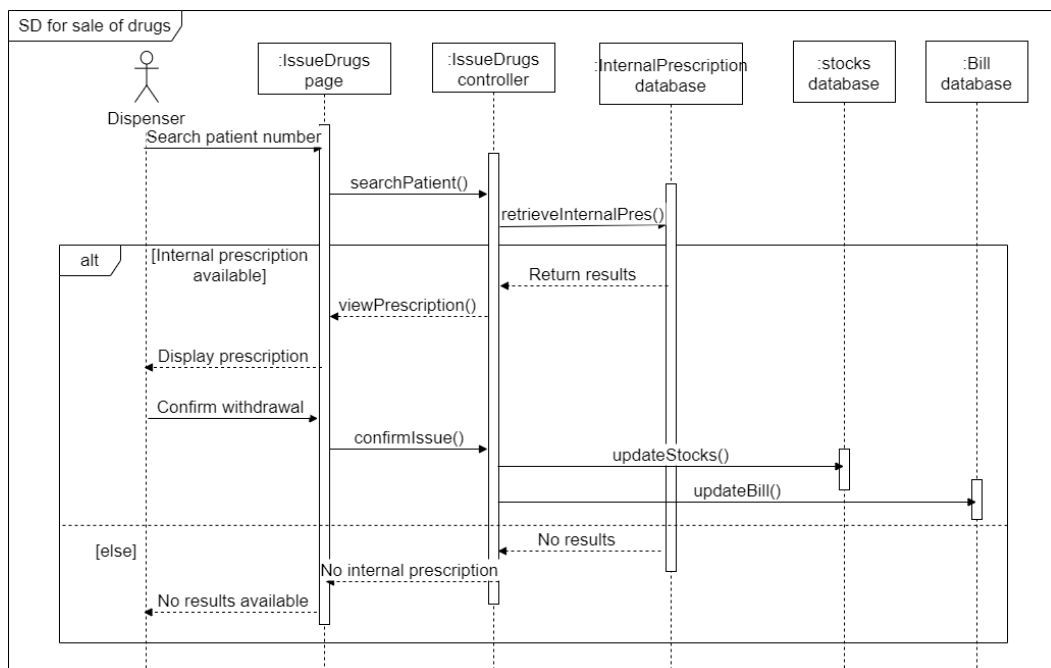 SD for sale of drugs
:IssueDrugs
page
:IssueDrugs
controller
:InternalPrescription
database
:stocks
database
:Bill
database
Dispenser
Search patient number
searchPatient()
retrieveInternalPres()
alt
[Internal prescription
available]
Return results
viewPrescription()
Display prescription
Confirm withdrawal
confirmIssue()
updateStocks()
updateBill()
[else]
No results
No internal prescription
No results available